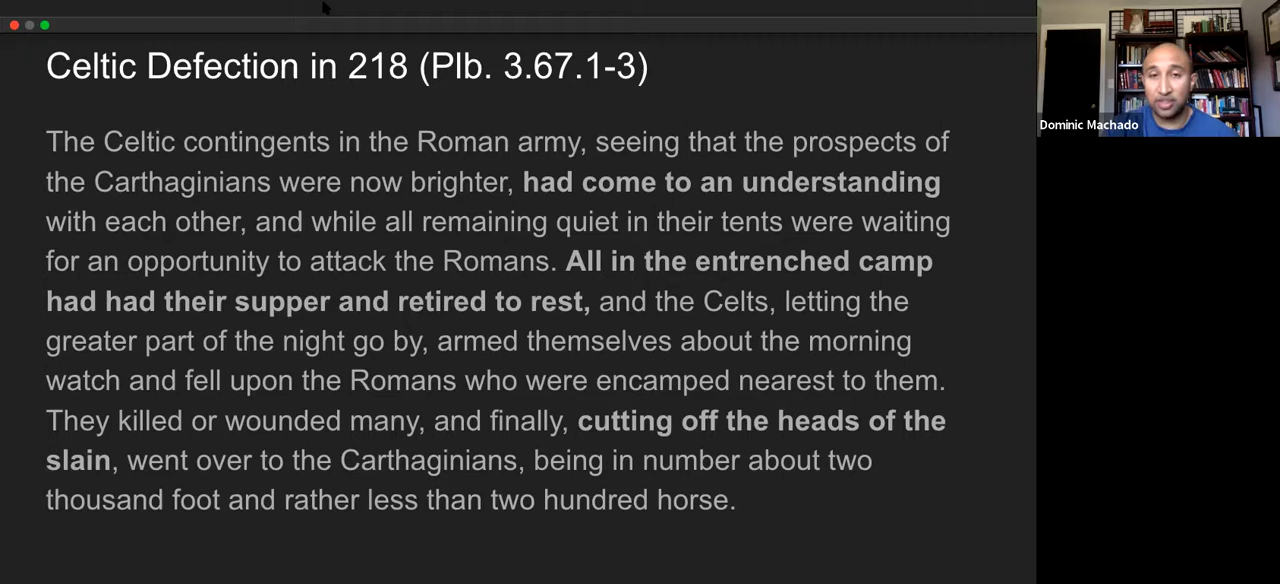 Celtic Defection in 218 (Plb. 3.67.1-3)
The Celtic contingents in the Roman army, seeing that the prospects of
the Carthaginians were now brighter, had come to an understanding
with each other, and while all remaining quiet in their tents were waiting
for an opportunity to attack the Romans. All in the entrenched camp
had had their supper and retired to rest, and the Celts, letting the
greater part of the night go by, armed themselves about the morning
watch and fell upon the Romans who were encamped nearest to them.
They killed or wounded many, and finally, cutting off the heads of the
slain, went over to the Carthaginians, being in number about two
thousand foot and rather less than two hundred horse.
Dominic Machado